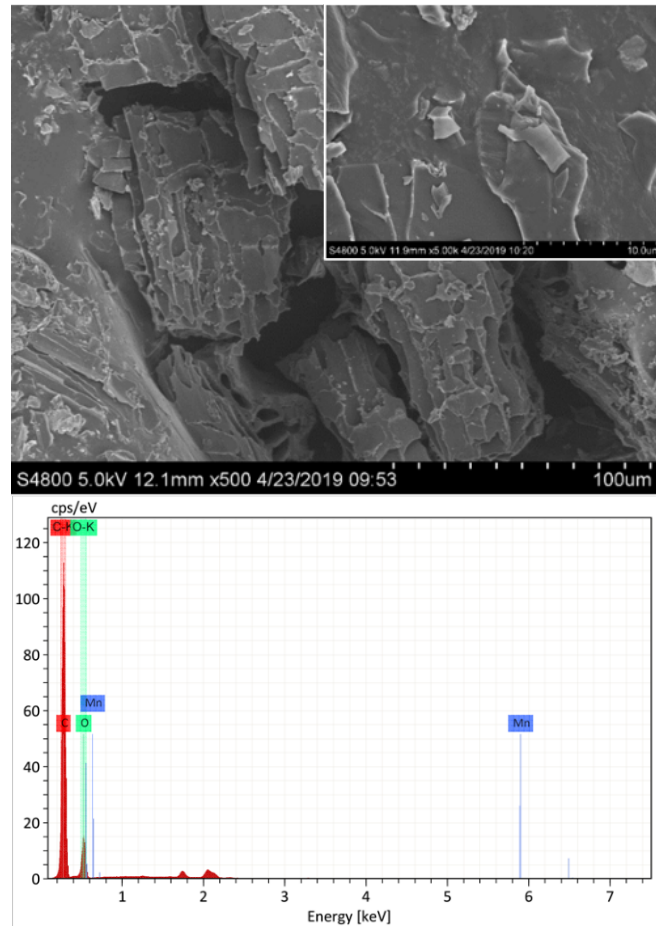 S4800 5.0kV 11.9mm x5.00k 4/23/2019 10:20 10.0um
S4800 5.0kV 12.1mm x500 4/23/2019 09:53 100um
cps/eV
C-K O-K
120
100
80
60
40
20
0
Mn
C O Mn
1 2 3 4 5 6 7
Energy [keV]